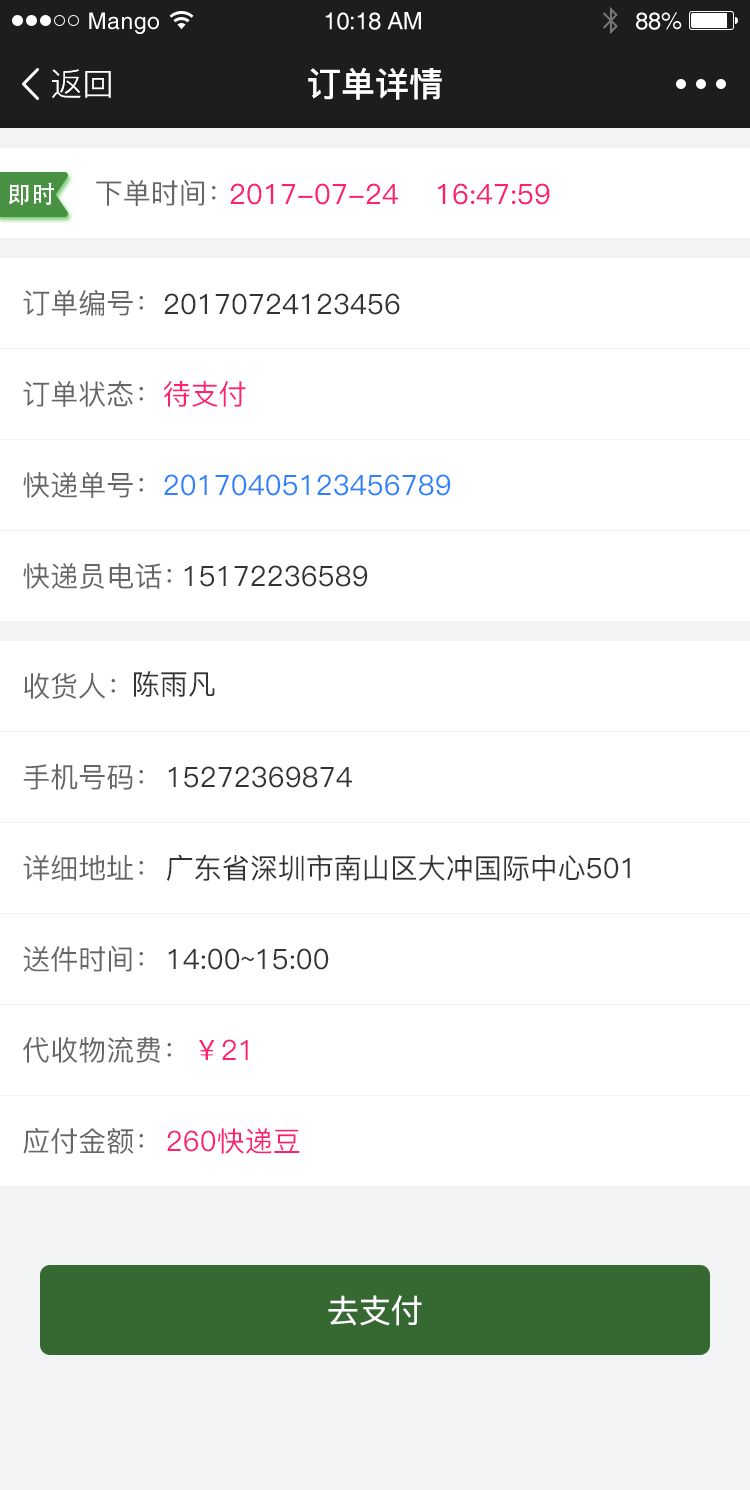 Mango 10:18 AM 88%
返回 订单详情
即时 下单时间：2017-07-24 16:47:59
订单编号：20170724123456
订单状态：待支付
快递单号：20170405123456789
快递员电话：15172236589
收货人：陈雨凡
手机号码：15272369874
详细地址：广东省深圳市南山区大冲国际中心501
送件时间：14:00~15:00
代收物流费：￥21
应付金额：260快递豆
去支付